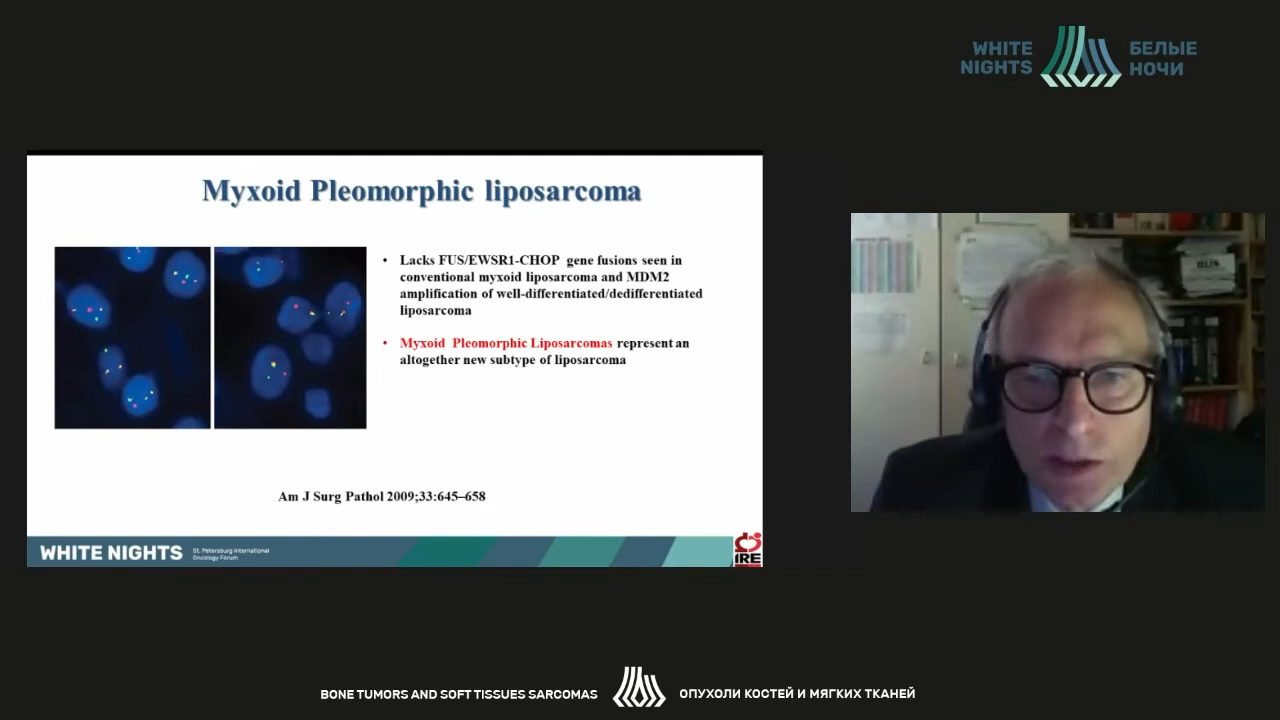 WHITE
NIGHTS
БЕЛЫЕ
НОЧИ
Myxoid Pleomorphic liposarcoma
• Lacks FUS/EWSR1-CHOP gene fusions seen in
conventional myxoid liposarcoma and MDM2
amplification of well-differentiated/dedifferentiated
liposarcoma
• Myxoid Pleomorphic Liposarcomas represent an
altogether new subtype of liposarcoma
Am J Surg Pathol 2009;33:645–658
WHITE NIGHTS
St. Petersburg International
Oncology Forum
IRE
BONE TUMORS AND SOFT TISSUES SARCOMAS
ОПУХОЛИ КОСТЕЙ И МЯГКИХ ТКАНЕЙ